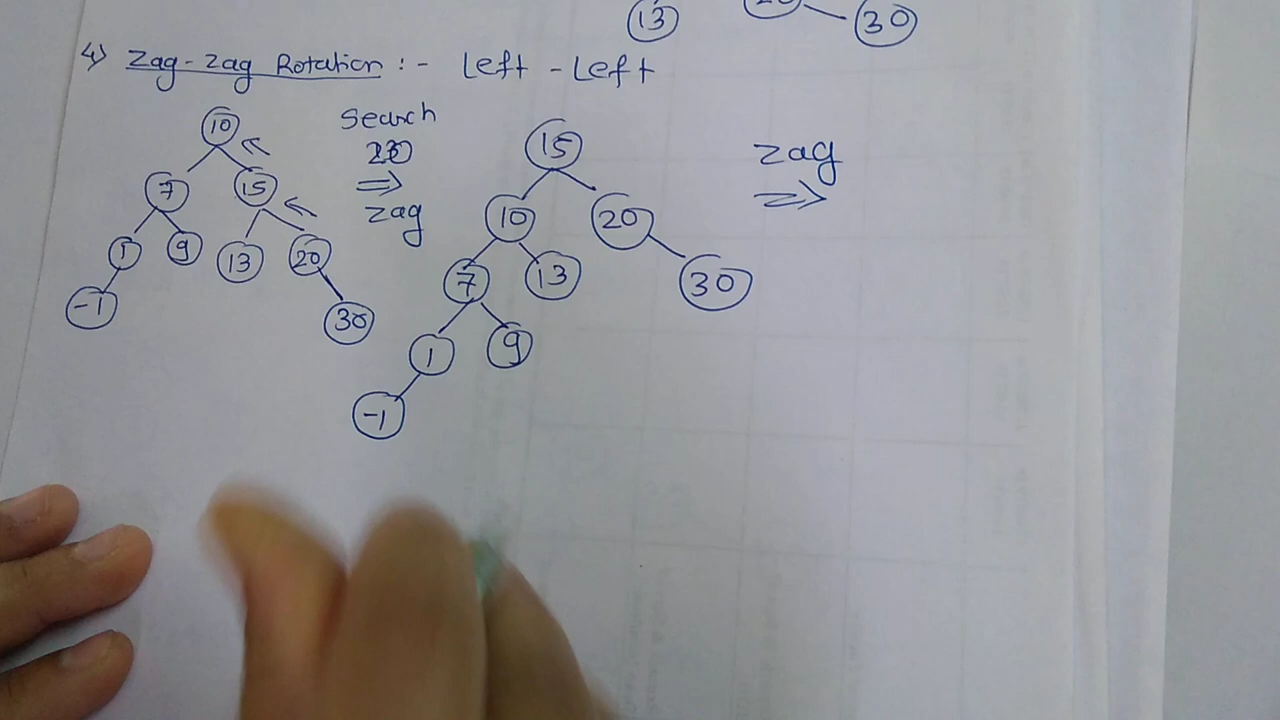 13 20 30
4) Zag-Zag Rotation :- Left - Left
10
7 15
1 9 13 20
-1 30
Search
20
⇒
zag
15
10 20
7 13 30
1 9
-1
zag
⇒